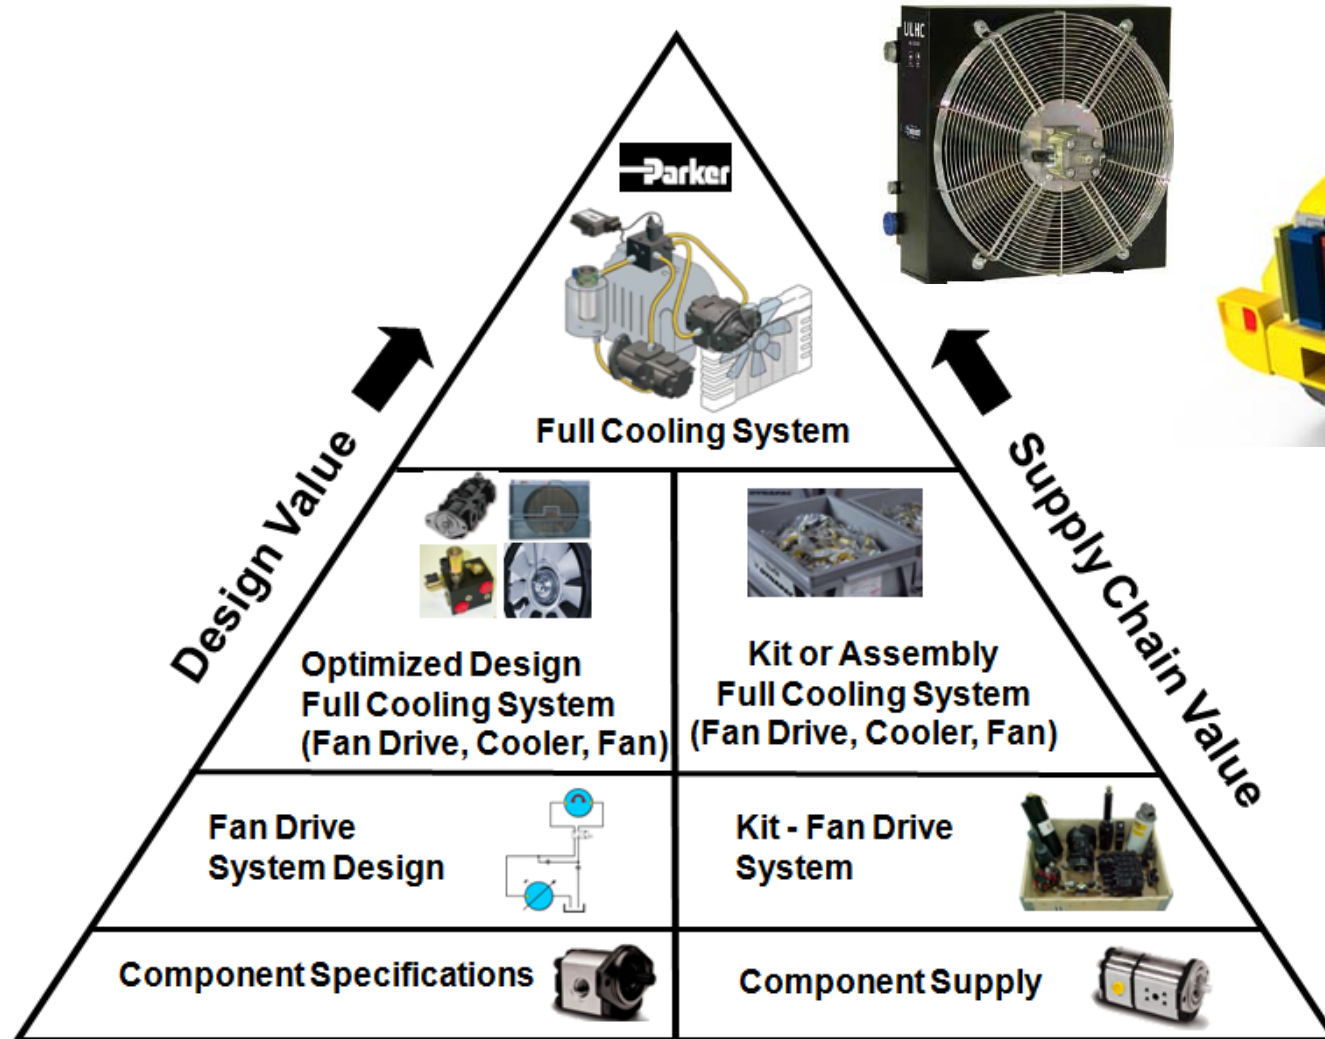 ULHC
Parker
Full Cooling System
Design Value
Supply Chain Value
Optimized Design
Full Cooling System
(Fan Drive, Cooler, Fan)
Kit or Assembly
Full Cooling System
(Fan Drive, Cooler, Fan)
Fan Drive
System Design
Kit - Fan Drive
System
Component Specifications
Component Supply